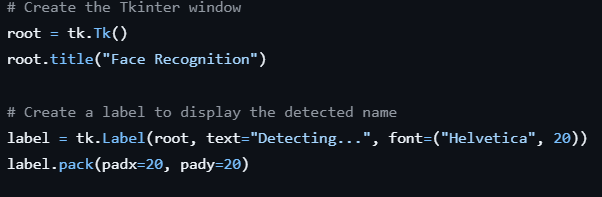 # Create the Tkinter window
root = tk.Tk()
root.title("Face Recognition")
# Create a label to display the detected name
label = tk.Label(root, text="Detecting...", font=("Helvetica", 20))
label.pack(padx=20, pady=20)